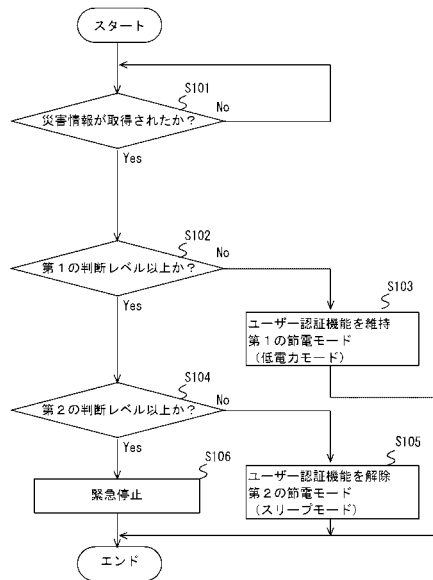 スタート
S101
災害情報が取得されたか？
No
Yes
S102
第１の判断レベル以上か？
No
Yes
S103
ユーザー認証機能を維持
第１の節電モード
（低電力モード）
S104
第２の判断レベル以上か？
No
Yes
S105
ユーザー認証機能を解除
第２の節電モード
（スリープモード）
S106
緊急停止
エンド